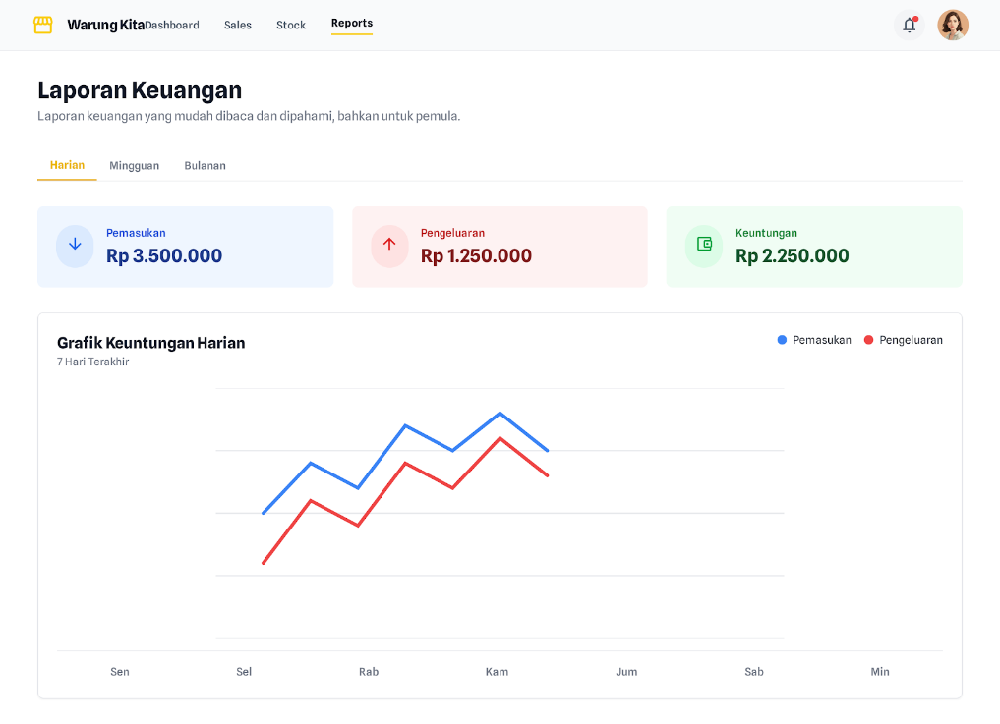 Warung Kita Dashboard Sales Stock Reports
Laporan Keuangan
Laporan keuangan yang mudah dibaca dan dipahami, bahkan untuk pemula.
Harian Mingguan Bulanan
Pemasukan
Rp 3.500.000
Pengeluaran
Rp 1.250.000
Keuntungan
Rp 2.250.000
Grafik Keuntungan Harian
7 Hari Terakhir
Pemasukan Pengeluaran
Sen Sel Rab Kam Jum Sab Min